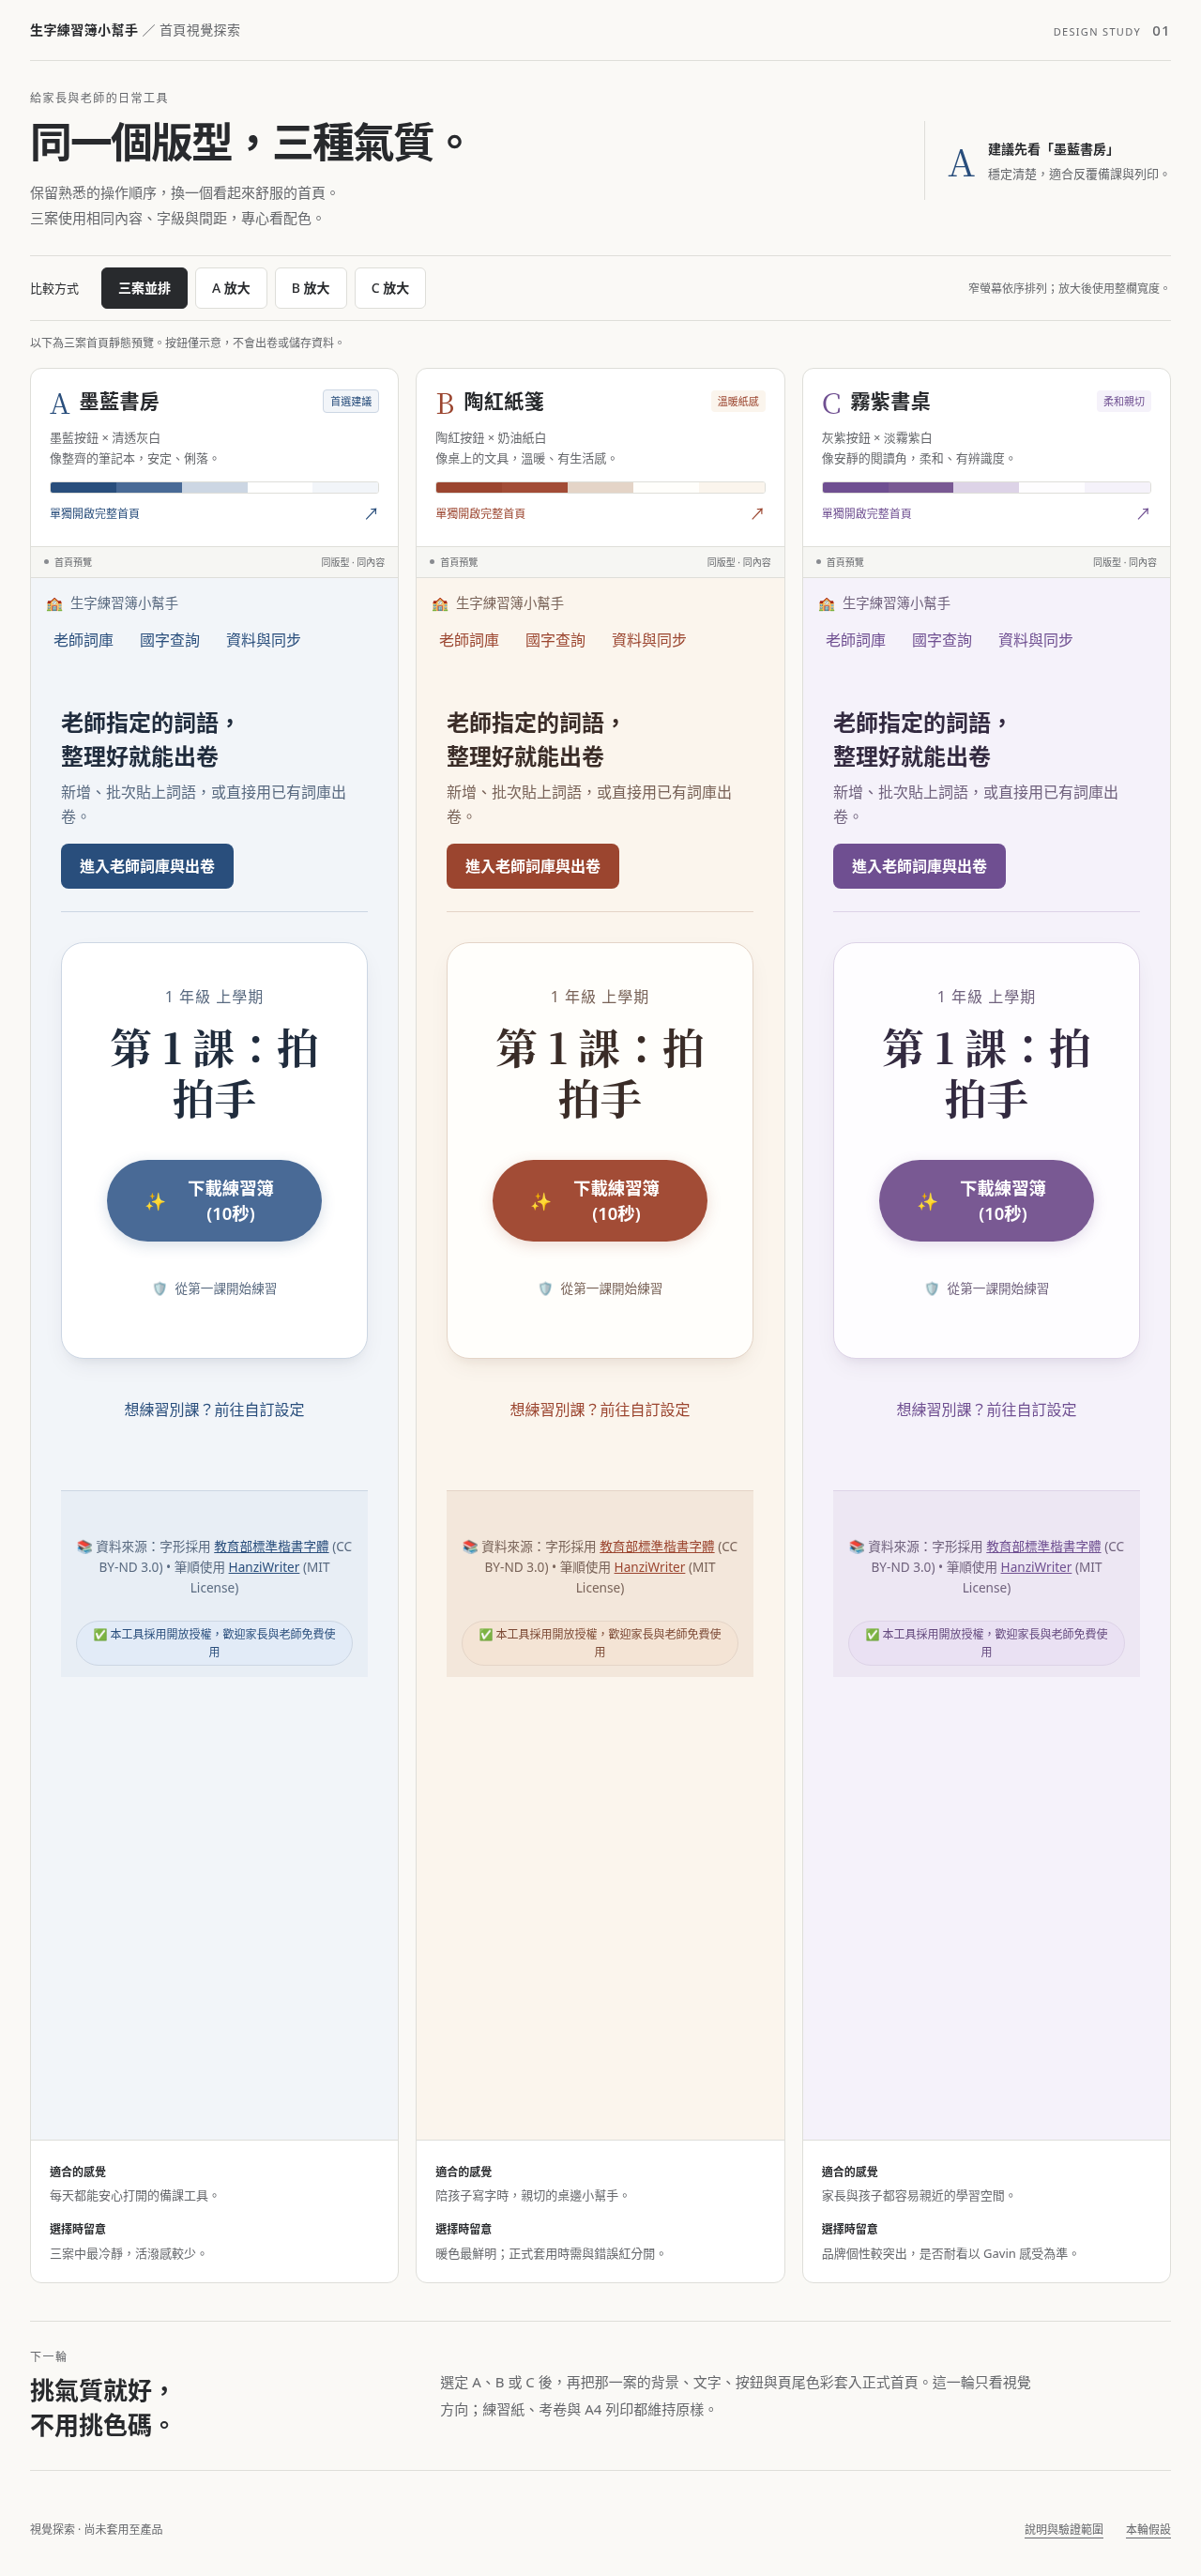 生字練習簿小幫手 ／ 首頁視覺探索
DESIGN STUDY 01
給家長與老師的日常工具
同一個版型，三種氣質。
保留熟悉的操作順序，換一個看起來舒服的首頁。
三案使用相同內容、字級與間距，專心看配色。
A
建議先看「墨藍書房」
穩定清楚，適合反覆備課與列印。
比較方式
三案並排
A 放大
B 放大
C 放大
窄螢幕依序排列；放大後使用整欄寬度。
以下為三案首頁靜態預覽。按鈕僅示意，不會出卷或儲存資料。
A 墨藍書房
首選建議
墨藍按鈕 × 清透灰白
像整齊的筆記本，安定、俐落。
單獨開啟完整首頁 ↗
首頁預覽
同版型 · 同內容
🏫 生字練習簿小幫手
老師詞庫 國字查詢 資料與同步
老師指定的詞語，
整理好就能出卷
新增、批次貼上詞語，或直接用已有詞庫出
卷。
進入老師詞庫與出卷
1 年級 上學期
第 1 課：拍
拍手
✨ 下載練習簿
(10秒)
🛡️ 從第一課開始練習
想練習別課？前往自訂設定
📚 資料來源：字形採用 教育部標準楷書字體 (CC
BY-ND 3.0) • 筆順使用 HanziWriter (MIT
License)
✅ 本工具採用開放授權，歡迎家長與老師免費使
用
適合的感覺
每天都能安心打開的備課工具。
選擇時留意
三案中最冷靜，活潑感較少。
B 陶紅紙箋
溫暖紙感
陶紅按鈕 × 奶油紙白
像桌上的文具，溫暖、有生活感。
單獨開啟完整首頁 ↗
首頁預覽
同版型 · 同內容
🏫 生字練習簿小幫手
老師詞庫 國字查詢 資料與同步
老師指定的詞語，
整理好就能出卷
新增、批次貼上詞語，或直接用已有詞庫出
卷。
進入老師詞庫與出卷
1 年級 上學期
第 1 課：拍
拍手
✨ 下載練習簿
(10秒)
🛡️ 從第一課開始練習
想練習別課？前往自訂設定
📚 資料來源：字形採用 教育部標準楷書字體 (CC
BY-ND 3.0) • 筆順使用 HanziWriter (MIT
License)
✅ 本工具採用開放授權，歡迎家長與老師免費使
用
適合的感覺
陪孩子寫字時，親切的桌邊小幫手。
選擇時留意
暖色最鮮明；正式套用時需與錯誤紅分開。
C 霧紫書桌
柔和親切
灰紫按鈕 × 淡霧紫白
像安靜的閱讀角，柔和、有辨識度。
單獨開啟完整首頁 ↗
首頁預覽
同版型 · 同內容
🏫 生字練習簿小幫手
老師詞庫 國字查詢 資料與同步
老師指定的詞語，
整理好就能出卷
新增、批次貼上詞語，或直接用已有詞庫出
卷。
進入老師詞庫與出卷
1 年級 上學期
第 1 課：拍
拍手
✨ 下載練習簿
(10秒)
🛡️ 從第一課開始練習
想練習別課？前往自訂設定
📚 資料來源：字形採用 教育部標準楷書字體 (CC
BY-ND 3.0) • 筆順使用 HanziWriter (MIT
License)
✅ 本工具採用開放授權，歡迎家長與老師免費使
用
適合的感覺
家長與孩子都容易親近的學習空間。
選擇時留意
品牌個性較突出，是否耐看以 Gavin 感受為準。
下一輪
挑氣質就好，
不用挑色碼。
選定 A、B 或 C 後，再把那一案的背景、文字、按鈕與頁尾色彩套入正式首頁。這一輪只看視覺
方向；練習紙、考卷與 A4 列印都維持原樣。
視覺探索 · 尚未套用至產品
說明與驗證範圍
本輪假設